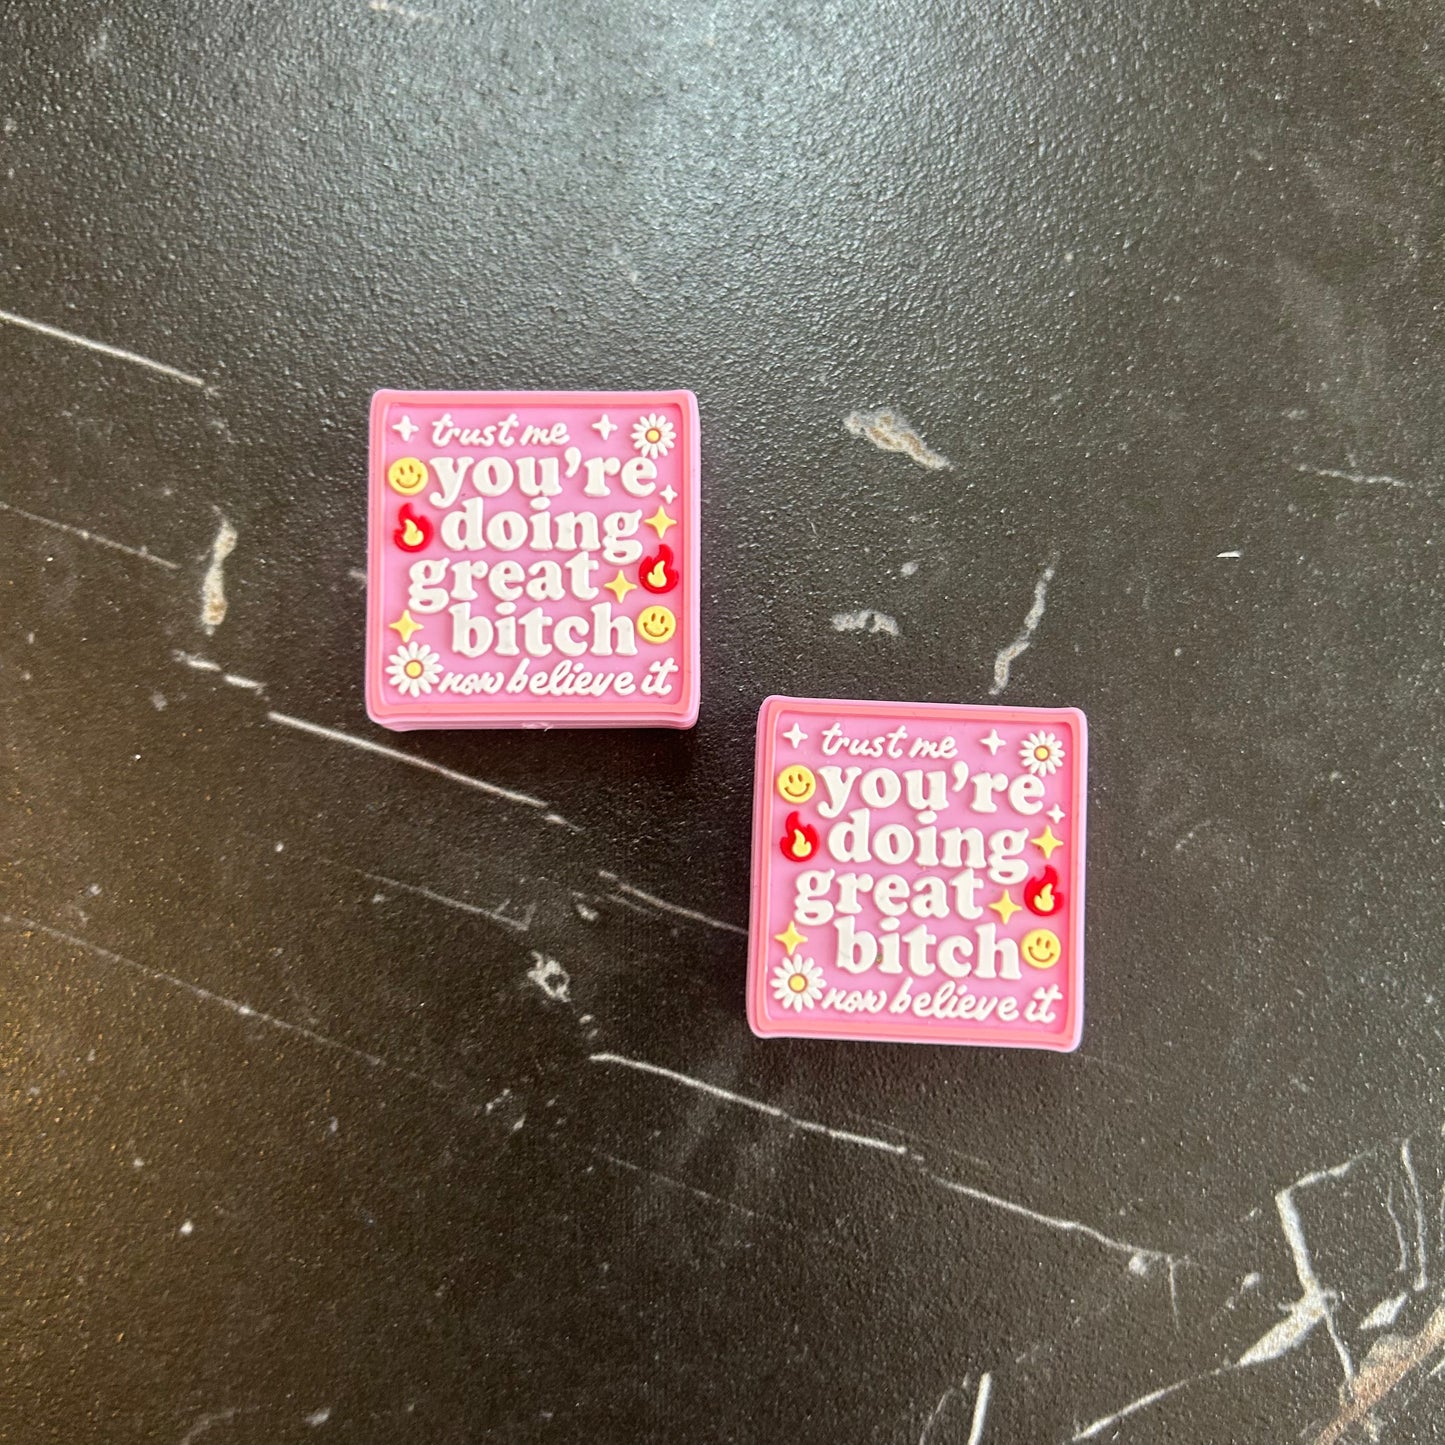 trust me
you're
doing
great
bitch
now believe it
trust me
you're
doing
great
bitch
now believe it